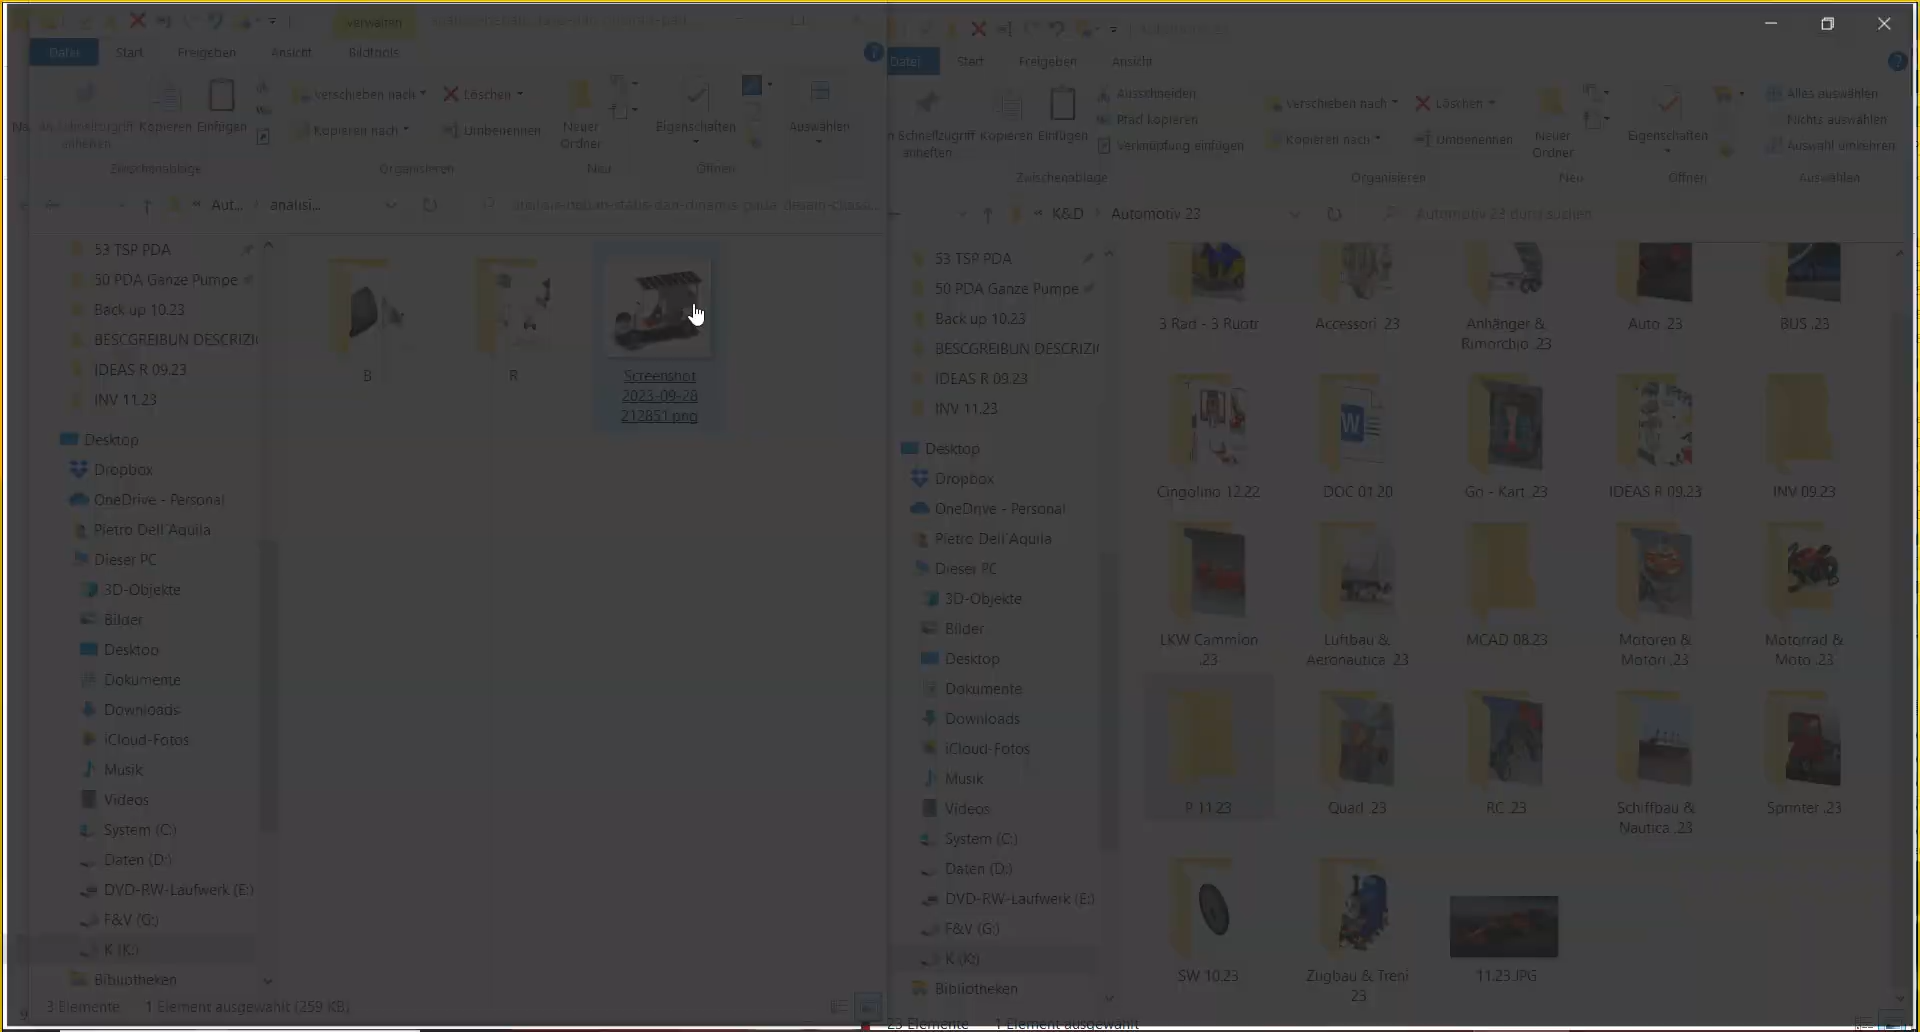 Verwalten
Datei
Start
Freigeben
Ansicht
Bildtools
Kopieren
Einfügen
Verschieben nach
Kopieren nach
Löschen
Umbenennen
Neuer
Ordner
Eigenschaften
Auswählen
Zwischenablage
Organisieren
Neu
Öffnen
« Aut... › analisi...
53 TSP PDA
50 PDA Ganze Pumpe
Back up 10.23
BESCGREIBUN DESCRIZI
IDEAS R 09.23
INV 11.23
Desktop
Dropbox
OneDrive - Personal
Pietro Dell'Aquila
Dieser PC
3D-Objekte
Bilder
Desktop
Dokumente
Downloads
iCloud-Fotos
Musik
Videos
System (C:)
Daten (D:)
DVD-RW-Laufwerk (E:)
F&V (G:)
K (K:)
Bibliotheken
B
R
Screenshot
2023-09-28
212851.png
3 Elemente 1 Element ausgewählt (259 KB)
Datei
Start
Freigeben
Ansicht
n Schnellzugriff
anheften
Kopieren
Einfügen
Ausschneiden
Pfad kopieren
Verknüpfung einfügen
Verschieben nach
Kopieren nach
Löschen
Umbenennen
Neuer
Ordner
Eigenschaften
Alles auswählen
Nichts auswählen
Auswahl umkehren
Zwischenablage
Organisieren
Neu
Öffnen
Auswählen
« K&D › Automotiv 23
Automotiv 23 durchsuchen
53 TSP PDA
50 PDA Ganze Pumpe
Back up 10.23
BESCGREIBUN DESCRIZI
IDEAS R 09.23
INV 11.23
Desktop
Dropbox
OneDrive - Personal
Pietro Dell'Aquila
Dieser PC
3D-Objekte
Bilder
Desktop
Dokumente
Downloads
iCloud-Fotos
Musik
Videos
System (C:)
Daten (D:)
DVD-RW-Laufwerk (E:)
F&V (G:)
K (K:)
Bibliotheken
3 Rad - 3 Ruotr
Accessori .23
Anhänger &
Rimorchio .23
Auto .23
BUS .23
Cingolino 12.22
DOC 01.20
Go - Kart .23
IDEAS R 09.23
INV 09.23
LKW Cammion
.23
Luftbau &
Aeronautica .23
MCAD 08.23
Motoren &
Motori .23
Motorrad &
Moto .23
P 11.23
Quad .23
RC .23
Schiffbau &
Nautica .23
Sprinter .23
SW 10.23
Zugbau & Treni
23
11.23.JPG
23 Elemente 1 Element ausgewählt